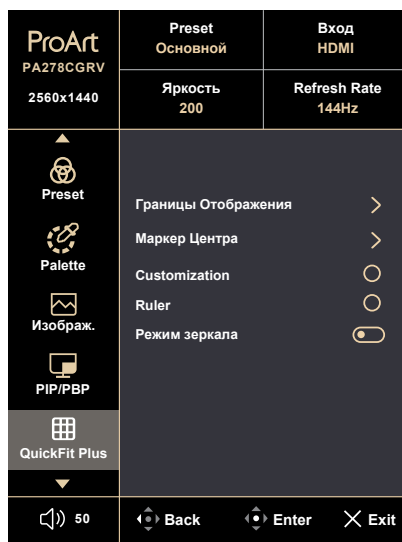 ProArt
PA278CGRV
2560x1440
Preset
Основной
Вход
HDMI
Яркость
200
Refresh Rate
144Hz
Preset
Palette
Изображ.
PIP/PBP
QuickFit Plus
Границы Отображения
Маркер Центра
Customization
Ruler
Режим зеркала
50
Back
Enter
Exit